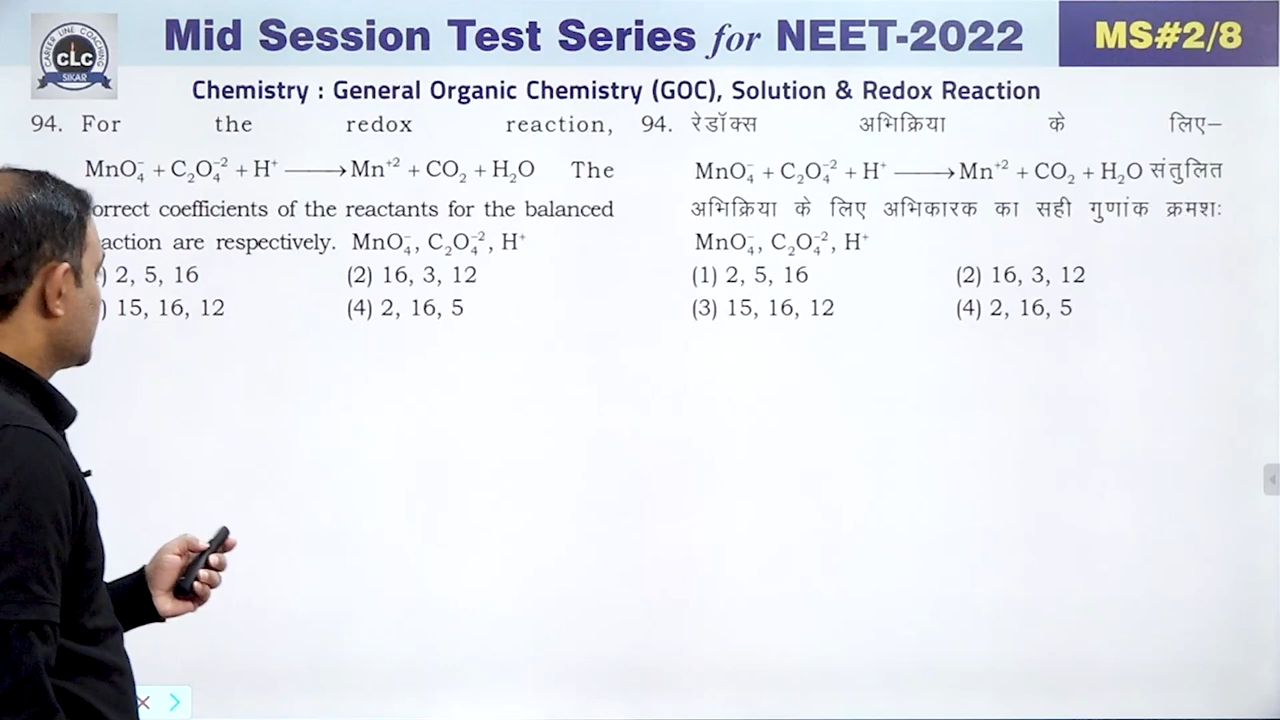 CAREER LINE COACHING
CLC
SIKAR
Mid Session Test Series for NEET-2022
MS#2/8
Chemistry : General Organic Chemistry (GOC), Solution & Redox Reaction
94. For the redox reaction,
MnO₄⁻ + C₂O₄⁻² + H⁺ ⟶ Mn⁺² + CO₂ + H₂O The
orrect coefficients of the reactants for the balanced
action are respectively. MnO₄⁻, C₂O₄⁻², H⁺
) 2, 5, 16 (2) 16, 3, 12
) 15, 16, 12 (4) 2, 16, 5
94. रेडॉक्स अभिक्रिया के लिए–
MnO₄⁻ + C₂O₄⁻² + H⁺ ⟶ Mn⁺² + CO₂ + H₂O संतुलित
अभिक्रिया के लिए अभिकारक का सही गुणांक क्रमशः
MnO₄⁻, C₂O₄⁻², H⁺
(1) 2, 5, 16 (2) 16, 3, 12
(3) 15, 16, 12 (4) 2, 16, 5